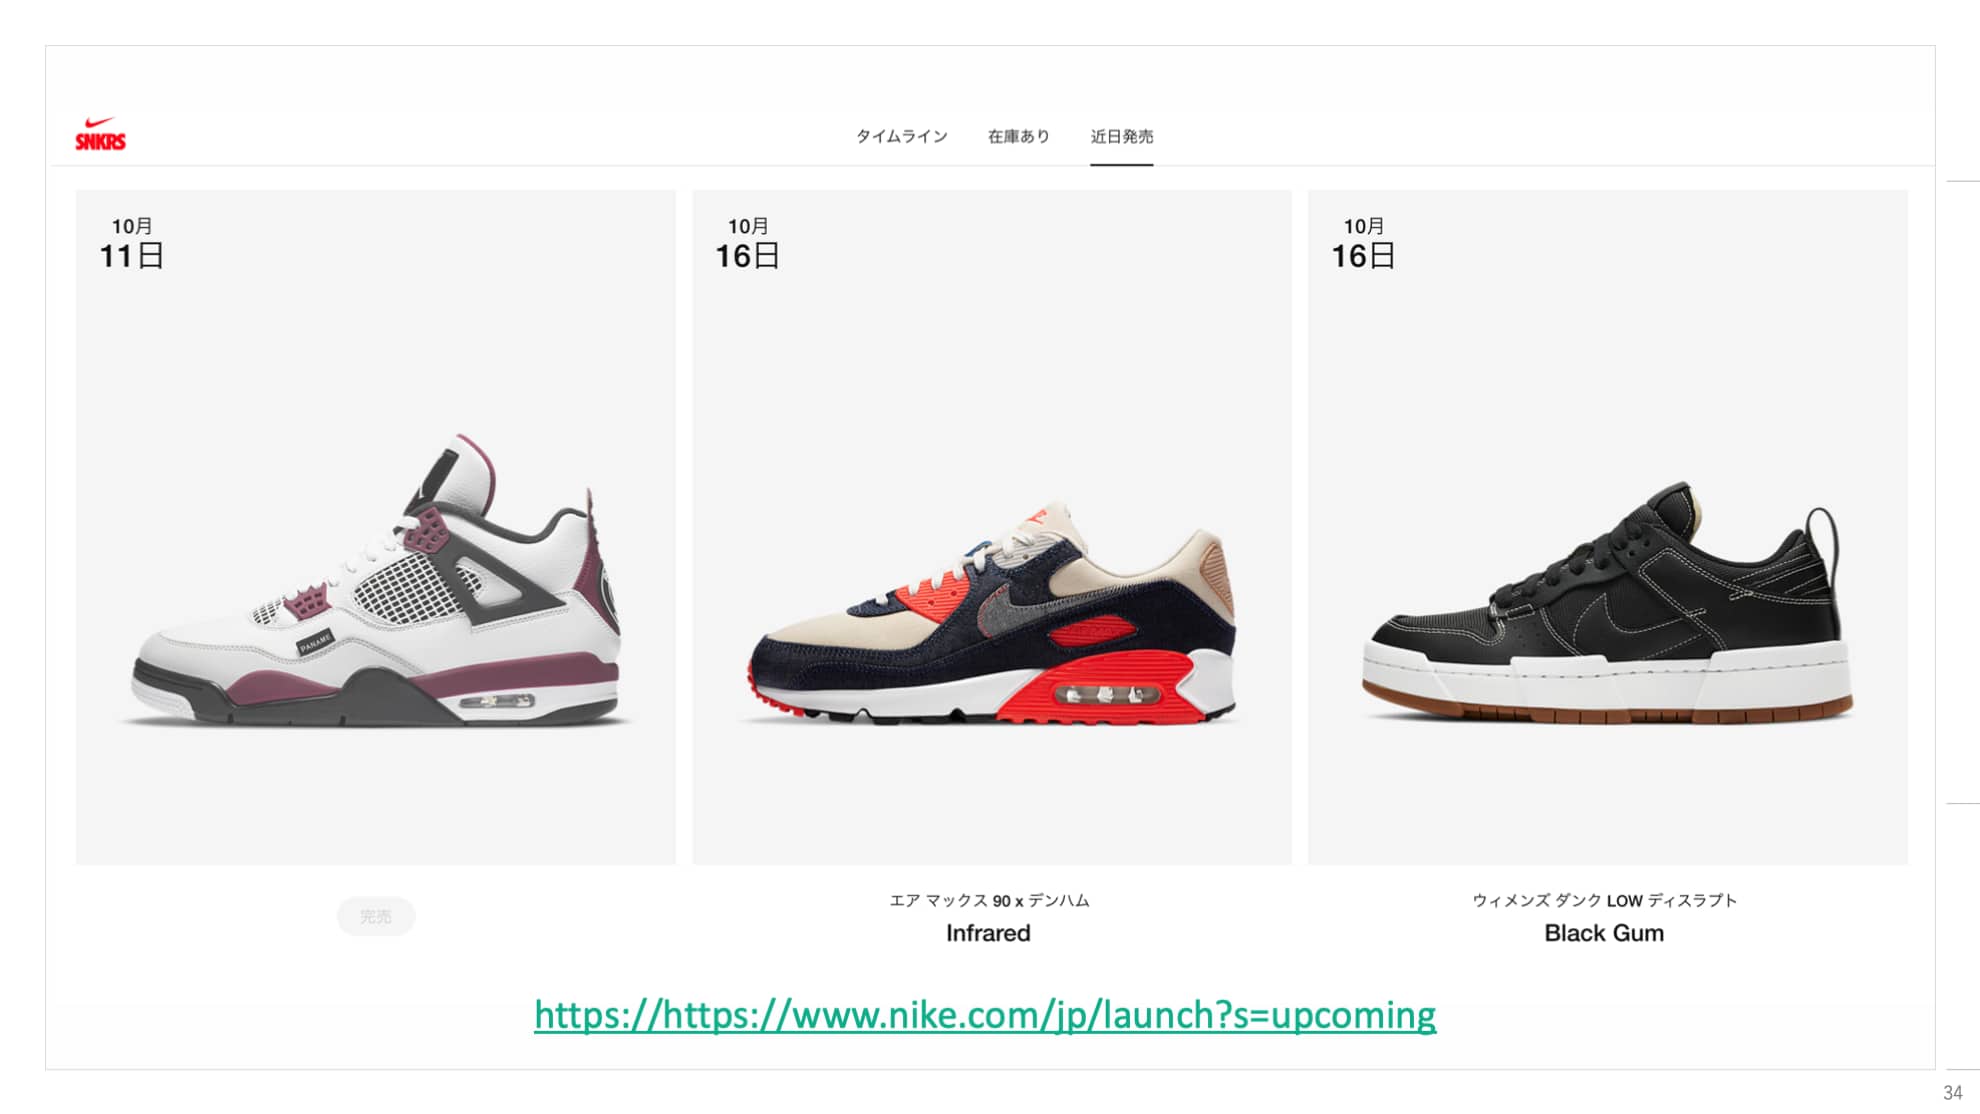 SNKRS
タイムライン 在庫あり 近日発売
10月
11日
10月
16日
10月
16日
PANAME
完売
エア マックス 90 x デンハム
Infrared
ウィメンズ ダンク LOW ディスラプト
Black Gum
https://https://www.nike.com/jp/launch?s=upcoming
34